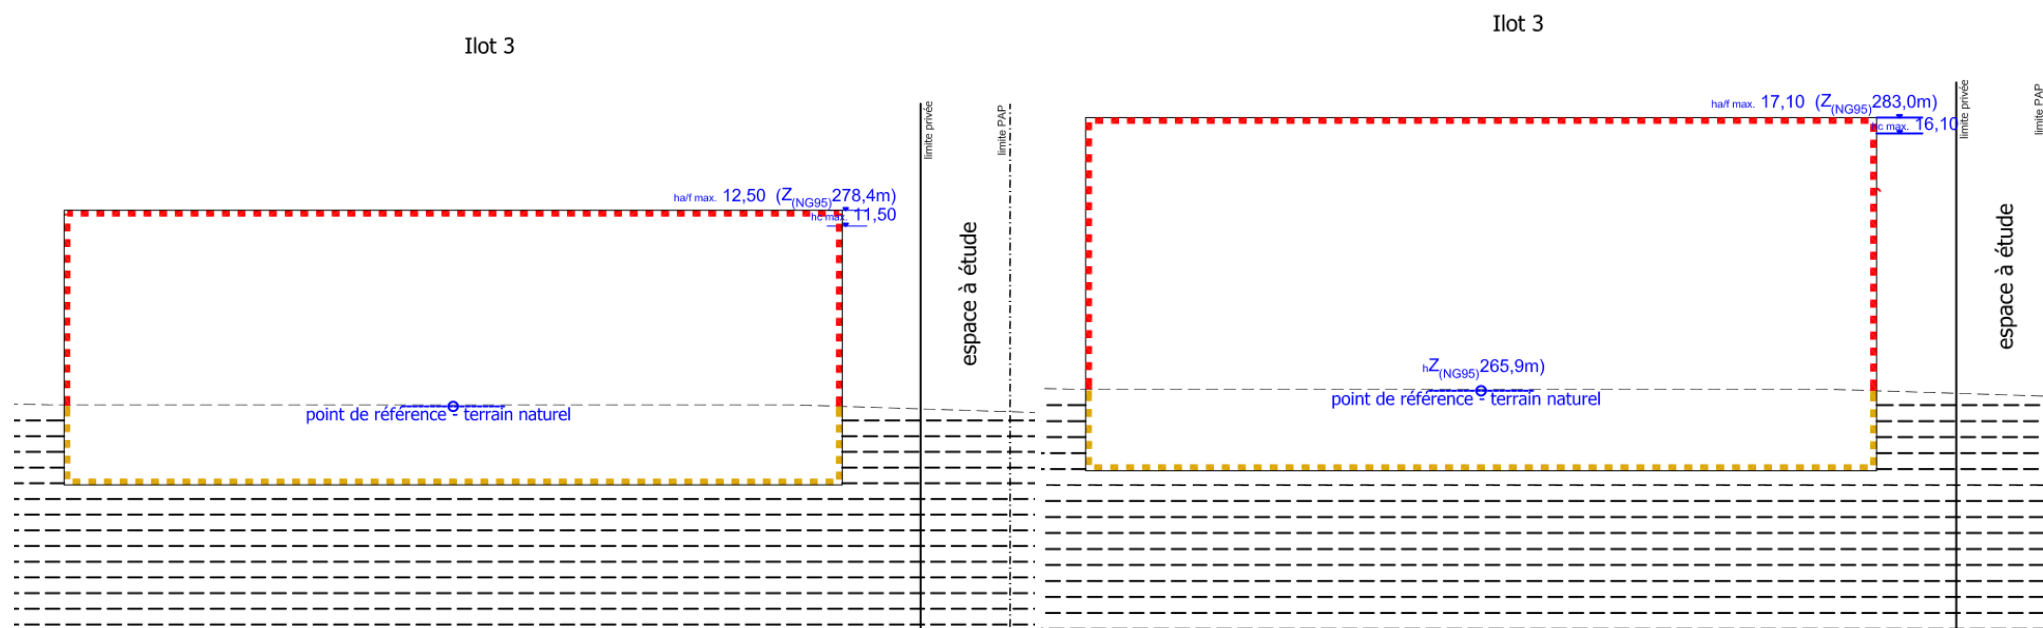 Ilot 3
limite privée
limite PAP
ha/f max. 12,50 (Z(NG95)278,4m)
hc max. 11,50
espace à étude
point de référence - terrain naturel
Ilot 3
limite privée
limite PAP
ha/f max. 17,10 (Z(NG95)283,0m)
hc max. 16,10
espace à étude
hZ(NG95)265,9m)
point de référence - terrain naturel